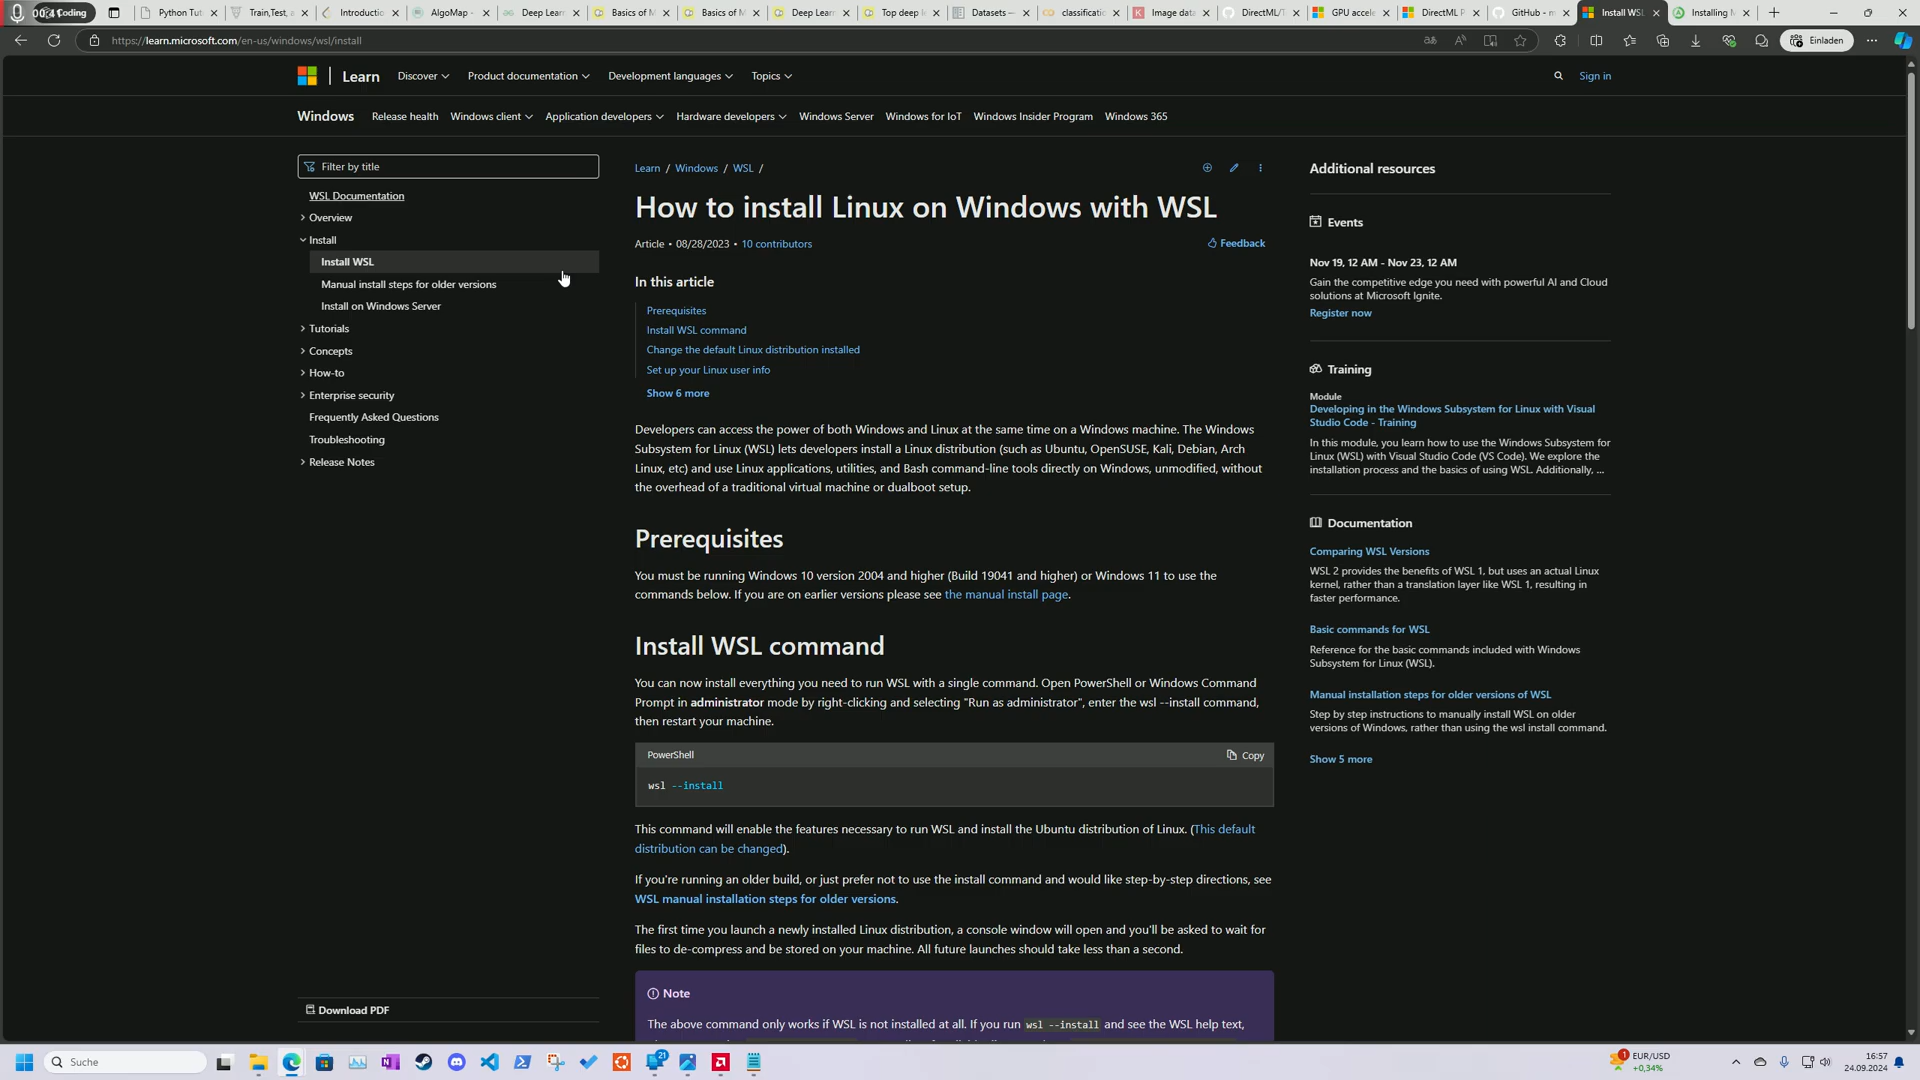 Coding
Python Tut
Train,Test, a
Introductio
AlgoMap -
Deep Learn
Basics of M
Basics of M
Deep Learn
Top deep le
Datasets —
classificatio
Image data
DirectML/T
GPU accele
DirectML P
GitHub - m
Install WSL
Installing M
https://learn.microsoft.com/en-us/windows/wsl/install
Einladen
Learn
Discover
Product documentation
Development languages
Topics
Sign in
Windows
Release health
Windows client
Application developers
Hardware developers
Windows Server
Windows for IoT
Windows Insider Program
Windows 365
Filter by title
WSL Documentation
Overview
Install
Install WSL
Manual install steps for older versions
Install on Windows Server
Tutorials
Concepts
How-to
Enterprise security
Frequently Asked Questions
Troubleshooting
Release Notes
Download PDF
Learn / Windows / WSL /
How to install Linux on Windows with WSL
Article • 08/28/2023 • 10 contributors
Feedback
In this article
Prerequisites
Install WSL command
Change the default Linux distribution installed
Set up your Linux user info
Show 6 more
Developers can access the power of both Windows and Linux at the same time on a Windows machine. The Windows
Subsystem for Linux (WSL) lets developers install a Linux distribution (such as Ubuntu, OpenSUSE, Kali, Debian, Arch
Linux, etc) and use Linux applications, utilities, and Bash command-line tools directly on Windows, unmodified, without
the overhead of a traditional virtual machine or dualboot setup.
Prerequisites
You must be running Windows 10 version 2004 and higher (Build 19041 and higher) or Windows 11 to use the
commands below. If you are on earlier versions please see the manual install page.
Install WSL command
You can now install everything you need to run WSL with a single command. Open PowerShell or Windows Command
Prompt in administrator mode by right-clicking and selecting "Run as administrator", enter the wsl --install command,
then restart your machine.
PowerShell
Copy
wsl --install
This command will enable the features necessary to run WSL and install the Ubuntu distribution of Linux. (This default
distribution can be changed).
If you're running an older build, or just prefer not to use the install command and would like step-by-step directions, see
WSL manual installation steps for older versions.
The first time you launch a newly installed Linux distribution, a console window will open and you'll be asked to wait for
files to de-compress and be stored on your machine. All future launches should take less than a second.
Note
The above command only works if WSL is not installed at all. If you run wsl --install and see the WSL help text,
Additional resources
Events
Nov 19, 12 AM - Nov 23, 12 AM
Gain the competitive edge you need with powerful AI and Cloud
solutions at Microsoft Ignite.
Register now
Training
Module
Developing in the Windows Subsystem for Linux with Visual
Studio Code - Training
In this module, you learn how to use the Windows Subsystem for
Linux (WSL) with Visual Studio Code (VS Code). We explore the
installation process and the basics of using WSL. Additionally, ...
Documentation
Comparing WSL Versions
WSL 2 provides the benefits of WSL 1, but uses an actual Linux
kernel, rather than a translation layer like WSL 1, resulting in
faster performance.
Basic commands for WSL
Reference for the basic commands included with Windows
Subsystem for Linux (WSL).
Manual installation steps for older versions of WSL
Step by step instructions to manually install WSL on older
versions of Windows, rather than using the wsl install command.
Show 5 more
Suche
21
1
EUR/USD
+0,34%
16:57
24.09.2024